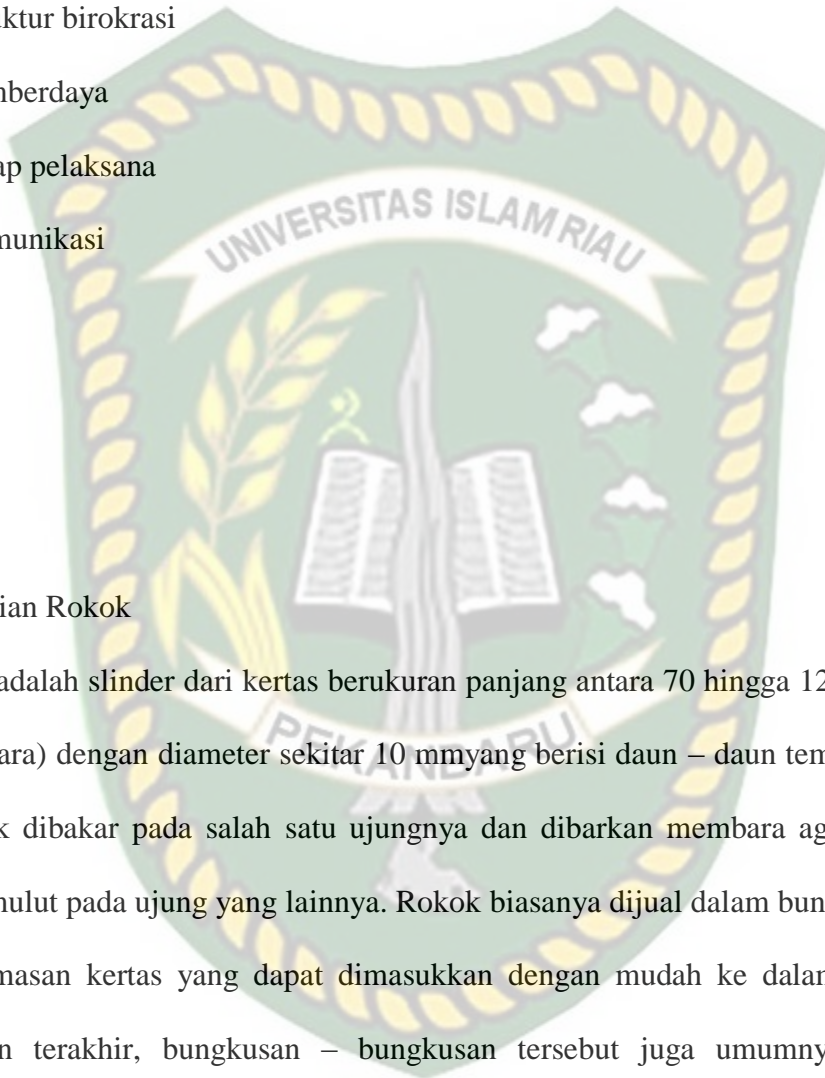 uktur birokrasi
nberdaya
ap pelaksana
munikasi
UNIVERSITAS ISLAM RIAU
ian Rokok
adalah slinder dari kertas berukuran panjang antara 70 hingga 12
ara) dengan diameter sekitar 10 mmyang berisi daun – daun tem
PEKANBARU
k dibakar pada salah satu ujungnya dan dibarkan membara ag
nulut pada ujung yang lainnya. Rokok biasanya dijual dalam bun
masan kertas yang dapat dimasukkan dengan mudah ke dalam
n terakhir, bungkusan – bungkusan tersebut juga umumny